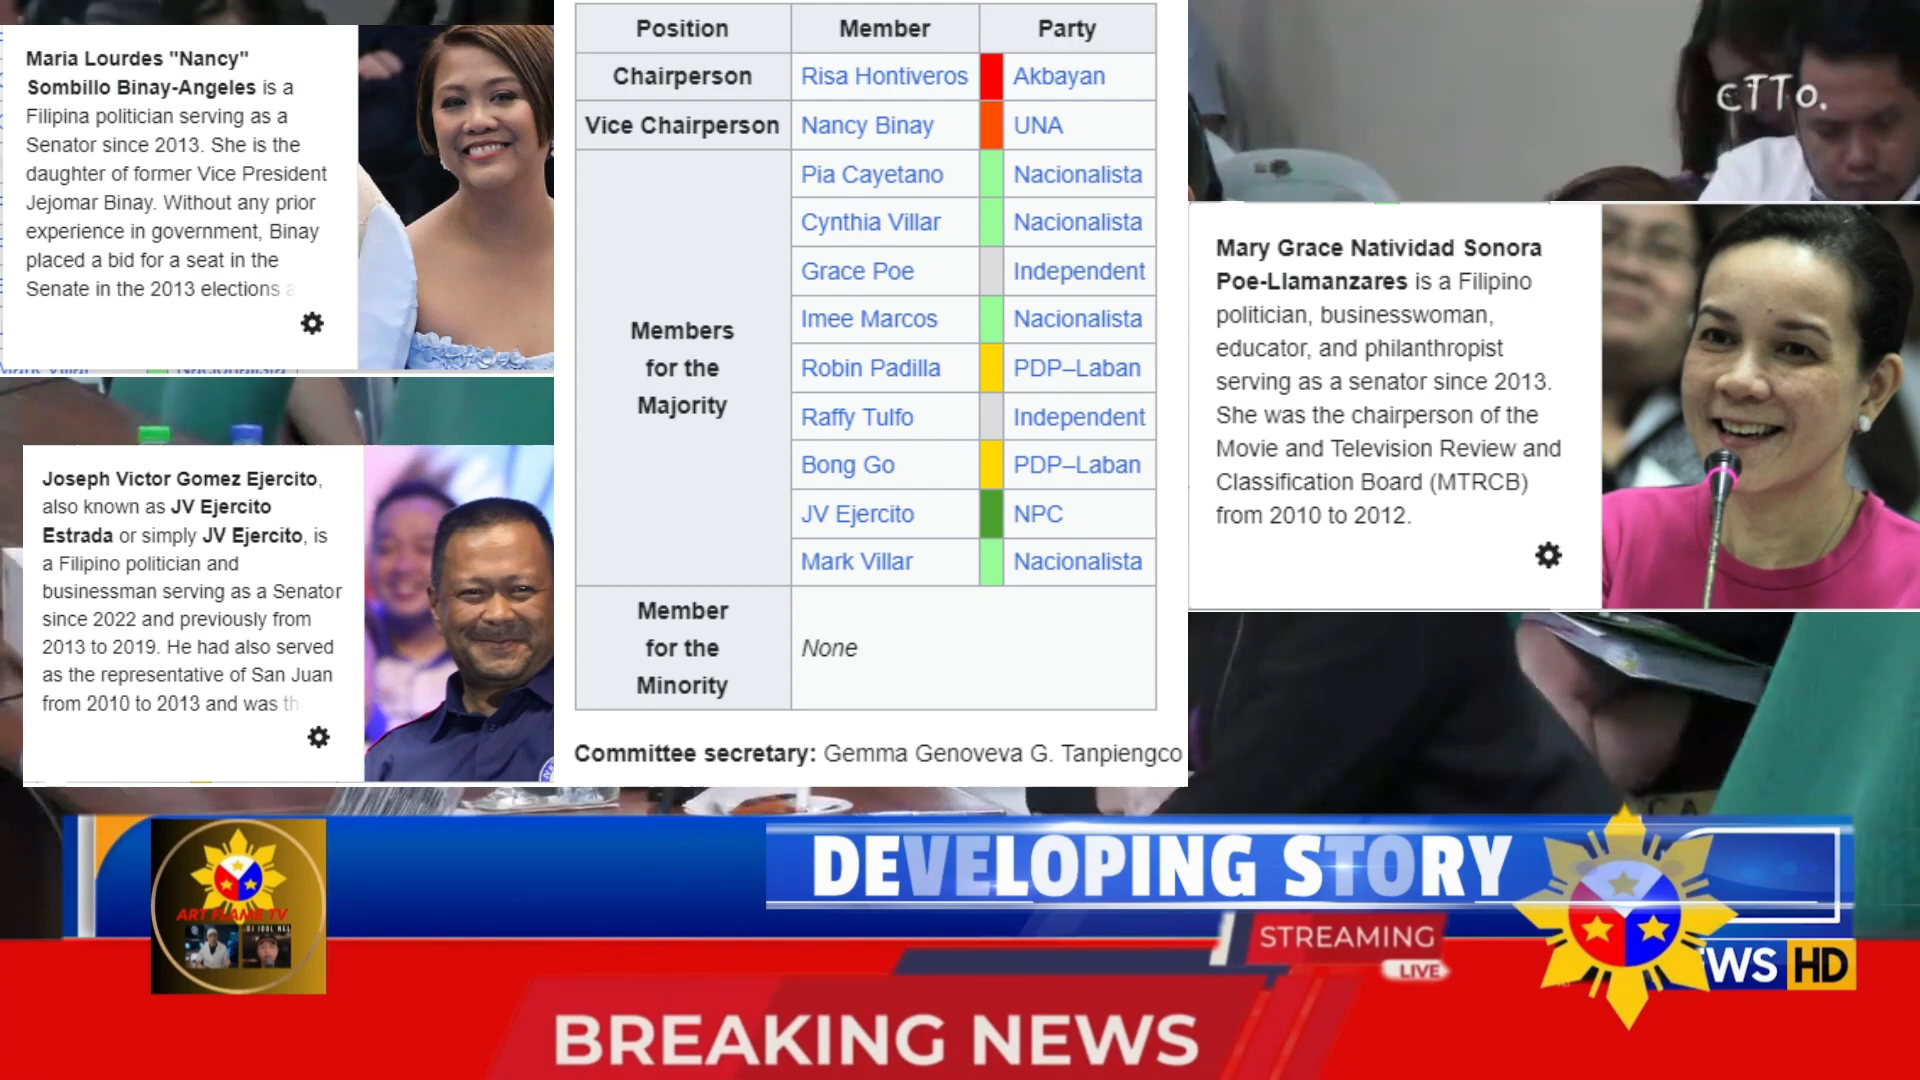 Maria Lourdes "Nancy"
Sombillo Binay-Angeles is a
Filipina politician serving as a
Senator since 2013. She is the
daughter of former Vice President
Jejomar Binay. Without any prior
experience in government, Binay
placed a bid for a seat in the
Senate in the 2013 elections
Joseph Victor Gomez Ejercito,
also known as JV Ejercito
Estrada or simply JV Ejercito, is
a Filipino politician and
businessman serving as a Senator
since 2022 and previously from
2013 to 2019. He had also served
as the representative of San Juan
from 2010 to 2013 and was th
Position Member Party
Chairperson Risa Hontiveros Akbayan
Vice Chairperson Nancy Binay UNA
Members
for the
Majority
Pia Cayetano Nacionalista
Cynthia Villar Nacionalista
Grace Poe Independent
Imee Marcos Nacionalista
Robin Padilla PDP–Laban
Raffy Tulfo Independent
Bong Go PDP–Laban
JV Ejercito NPC
Mark Villar Nacionalista
Member
for the
Minority
None
Committee secretary: Gemma Genoveva G. Tanpiengco
cTTo.
Mary Grace Natividad Sonora
Poe-Llamanzares is a Filipino
politician, businesswoman,
educator, and philanthropist
serving as a senator since 2013.
She was the chairperson of the
Movie and Television Review and
Classification Board (MTRCB)
from 2010 to 2012.
DEVELOPING STORY
ART FLAME TV
STREAMING
LIVE
WS HD
BREAKING NEWS